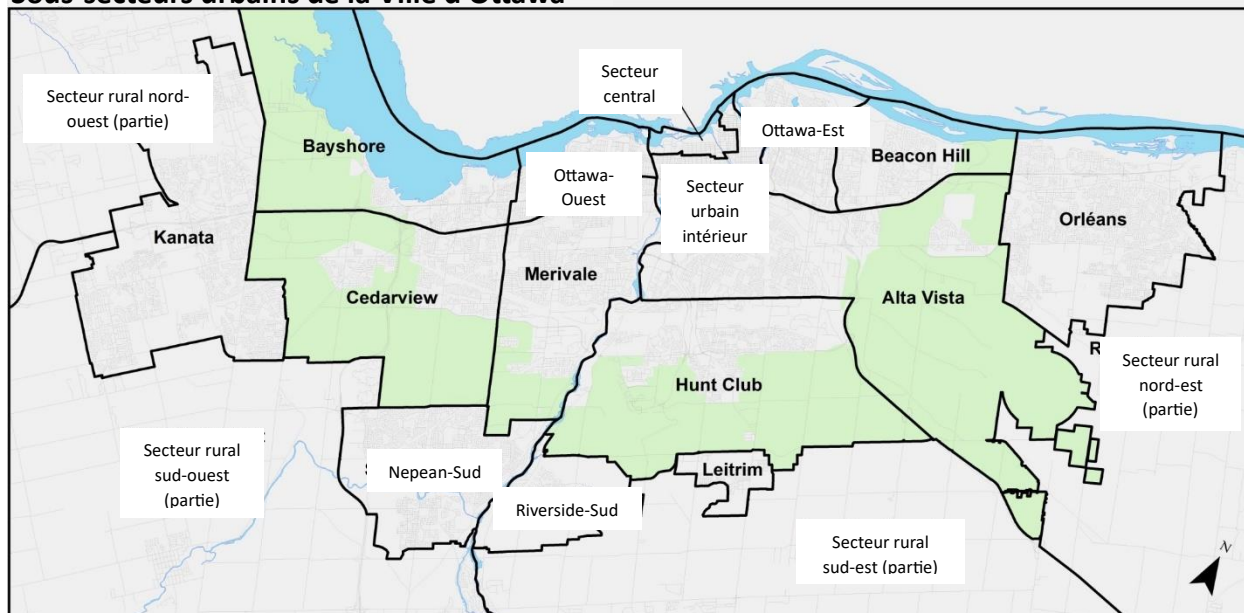 Sous-secteurs urbains de la Ville d'Ottawa
Secteur rural nord-
ouest (partie)
Bayshore
Secteur
central
Ottawa-Est
Beacon Hill
Ottawa-
Ouest
Secteur
urbain
intérieur
Orléans
Kanata
Merivale
Cedarview
Alta Vista
Hunt Club
Secteur rural
nord-est
(partie)
Secteur rural
sud-ouest
(partie)
Nepean-Sud
Leitrim
Riverside-Sud
Secteur rural
sud-est (partie)
N